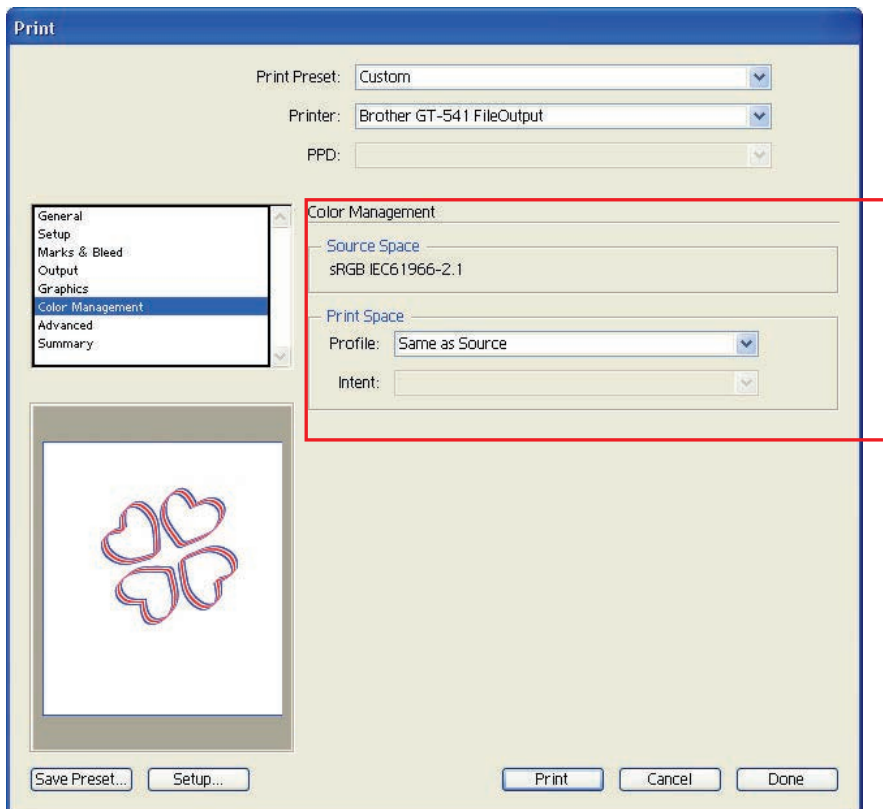 Print
Print Preset: Custom
Printer: Brother GT-541 FileOutput
PPD:
General
Setup
Marks & Bleed
Output
Graphics
Color Management
Advanced
Summary
Color Management
Source Space
sRGB IEC61966-2.1
Print Space
Profile: Same as Source
Intent:
Save Preset... Setup... Print Cancel Done